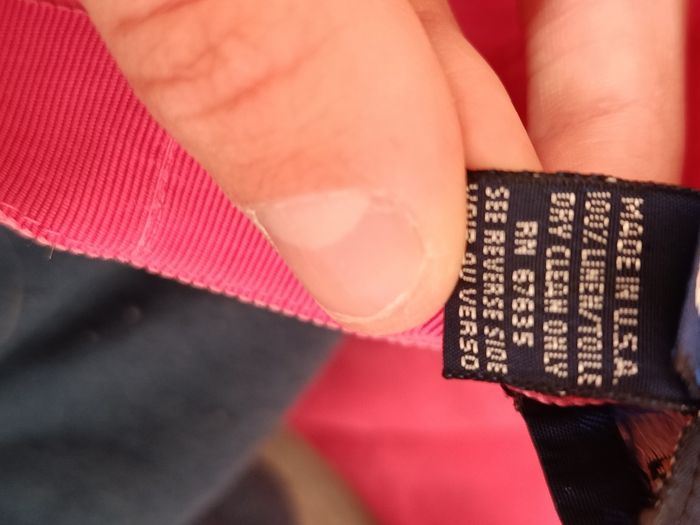 MADE IN U.S.A
100% LINEN/TOILE
DRY CLEAN ONLY
RN 67635
SEE REVERSE SIDE
VOIR AU VERSO